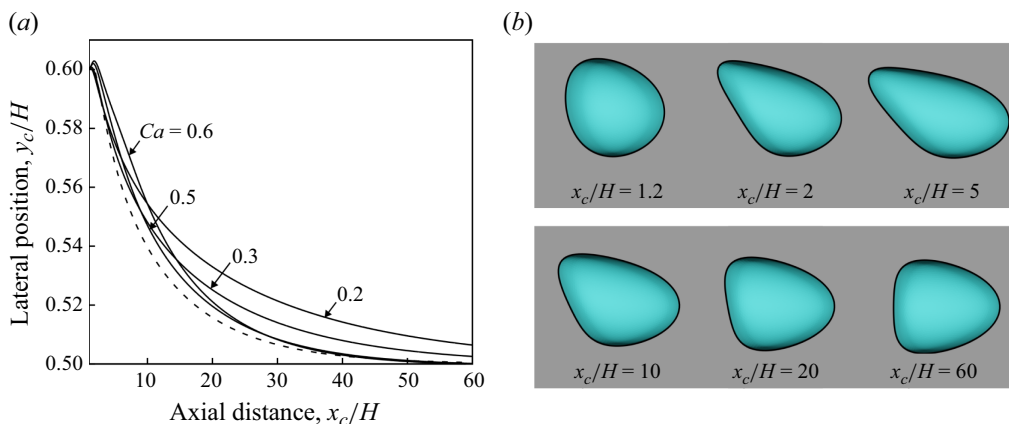 (a)
Lateral position, y_c/H
0.60
0.58
0.56
0.54
0.52
0.50
Ca = 0.6
0.5
0.3
0.2
10
20
30
40
50
60
Axial distance, x_c/H
(b)
x_c/H = 1.2
x_c/H = 2
x_c/H = 5
x_c/H = 10
x_c/H = 20
x_c/H = 60